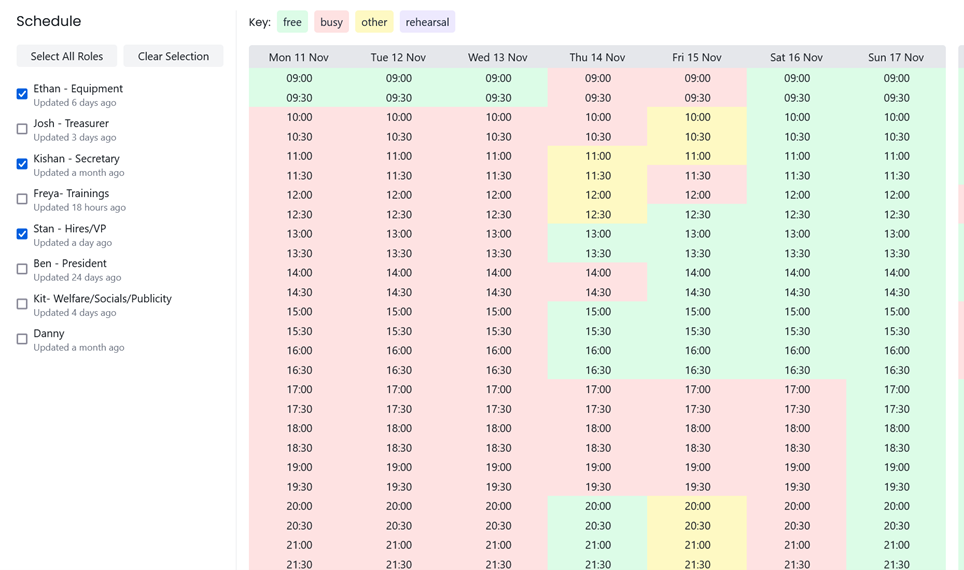 Schedule
Select All Roles Clear Selection
Ethan - Equipment
Updated 6 days ago
Josh - Treasurer
Updated 3 days ago
Kishan - Secretary
Updated a month ago
Freya- Trainings
Updated 18 hours ago
Stan - Hires/VP
Updated a day ago
Ben - President
Updated 24 days ago
Kit- Welfare/Socials/Publicity
Updated 4 days ago
Danny
Updated a month ago
Key: free busy other rehearsal
Mon 11 Nov Tue 12 Nov Wed 13 Nov Thu 14 Nov Fri 15 Nov Sat 16 Nov Sun 17 Nov
09:00 09:00 09:00 09:00 09:00 09:00 09:00
09:30 09:30 09:30 09:30 09:30 09:30 09:30
10:00 10:00 10:00 10:00 10:00 10:00 10:00
10:30 10:30 10:30 10:30 10:30 10:30 10:30
11:00 11:00 11:00 11:00 11:00 11:00 11:00
11:30 11:30 11:30 11:30 11:30 11:30 11:30
12:00 12:00 12:00 12:00 12:00 12:00 12:00
12:30 12:30 12:30 12:30 12:30 12:30 12:30
13:00 13:00 13:00 13:00 13:00 13:00 13:00
13:30 13:30 13:30 13:30 13:30 13:30 13:30
14:00 14:00 14:00 14:00 14:00 14:00 14:00
14:30 14:30 14:30 14:30 14:30 14:30 14:30
15:00 15:00 15:00 15:00 15:00 15:00 15:00
15:30 15:30 15:30 15:30 15:30 15:30 15:30
16:00 16:00 16:00 16:00 16:00 16:00 16:00
16:30 16:30 16:30 16:30 16:30 16:30 16:30
17:00 17:00 17:00 17:00 17:00 17:00 17:00
17:30 17:30 17:30 17:30 17:30 17:30 17:30
18:00 18:00 18:00 18:00 18:00 18:00 18:00
18:30 18:30 18:30 18:30 18:30 18:30 18:30
19:00 19:00 19:00 19:00 19:00 19:00 19:00
19:30 19:30 19:30 19:30 19:30 19:30 19:30
20:00 20:00 20:00 20:00 20:00 20:00 20:00
20:30 20:30 20:30 20:30 20:30 20:30 20:30
21:00 21:00 21:00 21:00 21:00 21:00 21:00
21:30 21:30 21:30 21:30 21:30 21:30 21:30